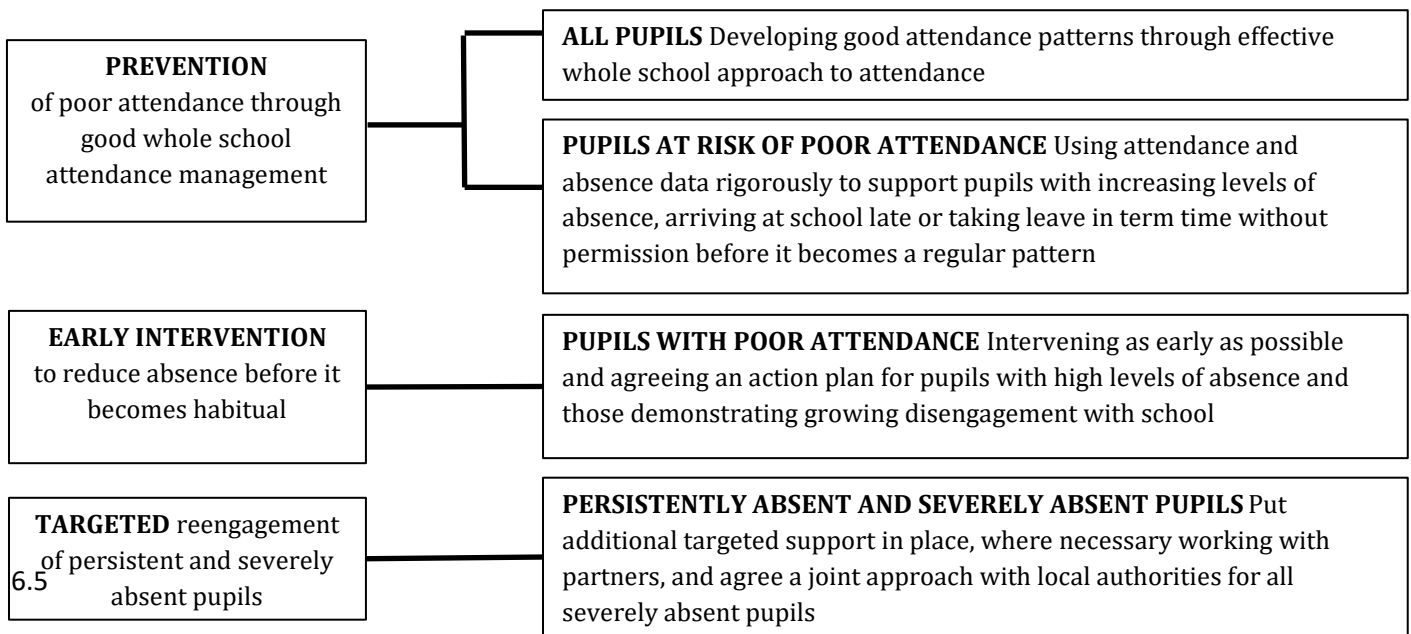 PREVENTION
of poor attendance through
good whole school
attendance management
ALL PUPILS Developing good attendance patterns through effective
whole school approach to attendance
PUPILS AT RISK OF POOR ATTENDANCE Using attendance and
absence data rigorously to support pupils with increasing levels of
absence, arriving at school late or taking leave in term time without
permission before it becomes a regular pattern
EARLY INTERVENTION
to reduce absence before it
becomes habitual
PUPILS WITH POOR ATTENDANCE Intervening as early as possible
and agreeing an action plan for pupils with high levels of absence and
those demonstrating growing disengagement with school
TARGETED reengagement
of persistent and severely
6.5
absent pupils
PERSISTENTLY ABSENT AND SEVERELY ABSENT PUPILS Put
additional targeted support in place, where necessary working with
partners, and agree a joint approach with local authorities for all
severely absent pupils